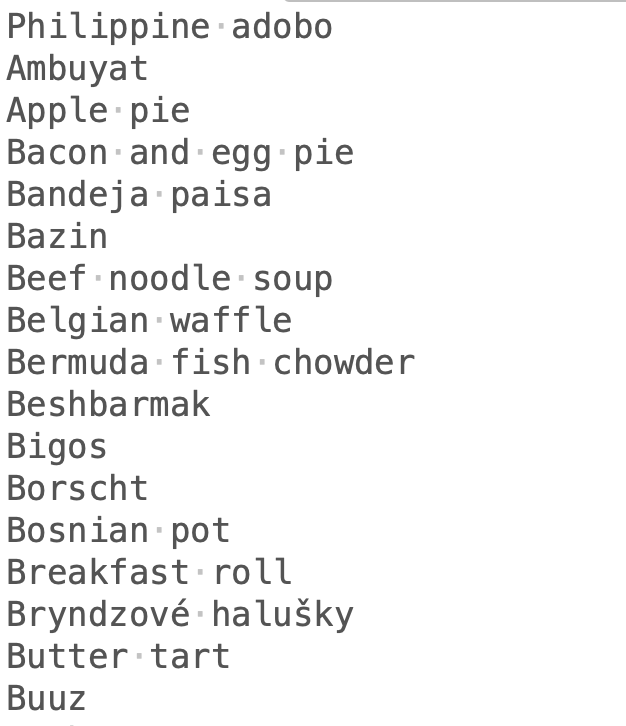 Philippine adobo
Ambuyat
Apple pie
Bacon and egg pie
Bandeja paisa
Bazin
Beef noodle soup
Belgian waffle
Bermuda fish chowder
Beshbarmak
Bigos
Borscht
Bosnian pot
Breakfast roll
Bryndzové halušky
Butter tart
Buuz